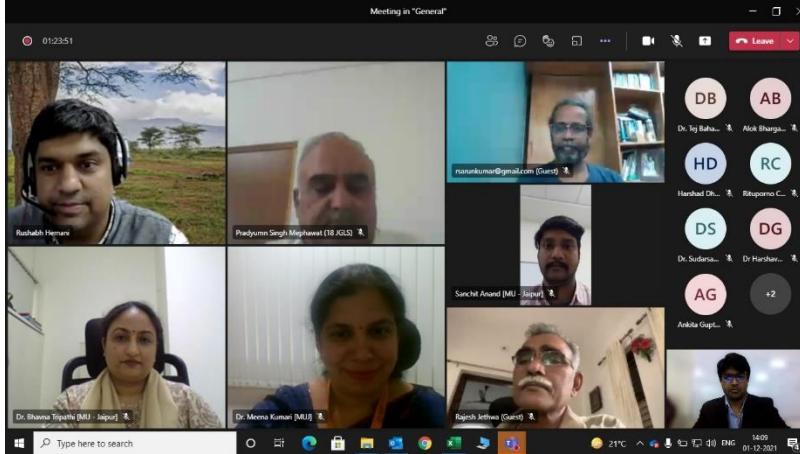 Meeting in "General"
01:23:51
Leave
Rushabh Hemani
Pradyumn Singh Mephawat (18 JGLS)
rsarunkumar@gmail.com (Guest)
Sanchit Anand [MU - Jaipur]
Dr. Bhavna Tripathi [MU - Jaipur]
Dr. Meena Kumari [MUJ]
Rajesh Jethwa (Guest)
DB
AB
Dr. Tej Baha...
Alok Bharga...
HD
RC
Harshad Dh...
Rituporno C...
DS
DG
Dr. Sudarsa...
Dr Harshav...
AG
+2
Ankita Gupt...
Type here to search
21°C
ENG
14:09
01-12-2021